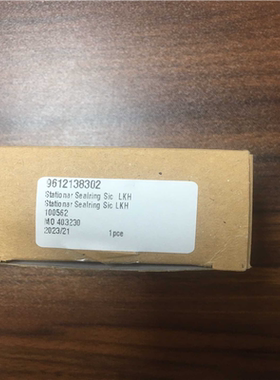 9612138302
Stationar Sealring Sic. LKH
Stationar Sealring Sic LKH
100562
MO 403230
2023/21 1pce